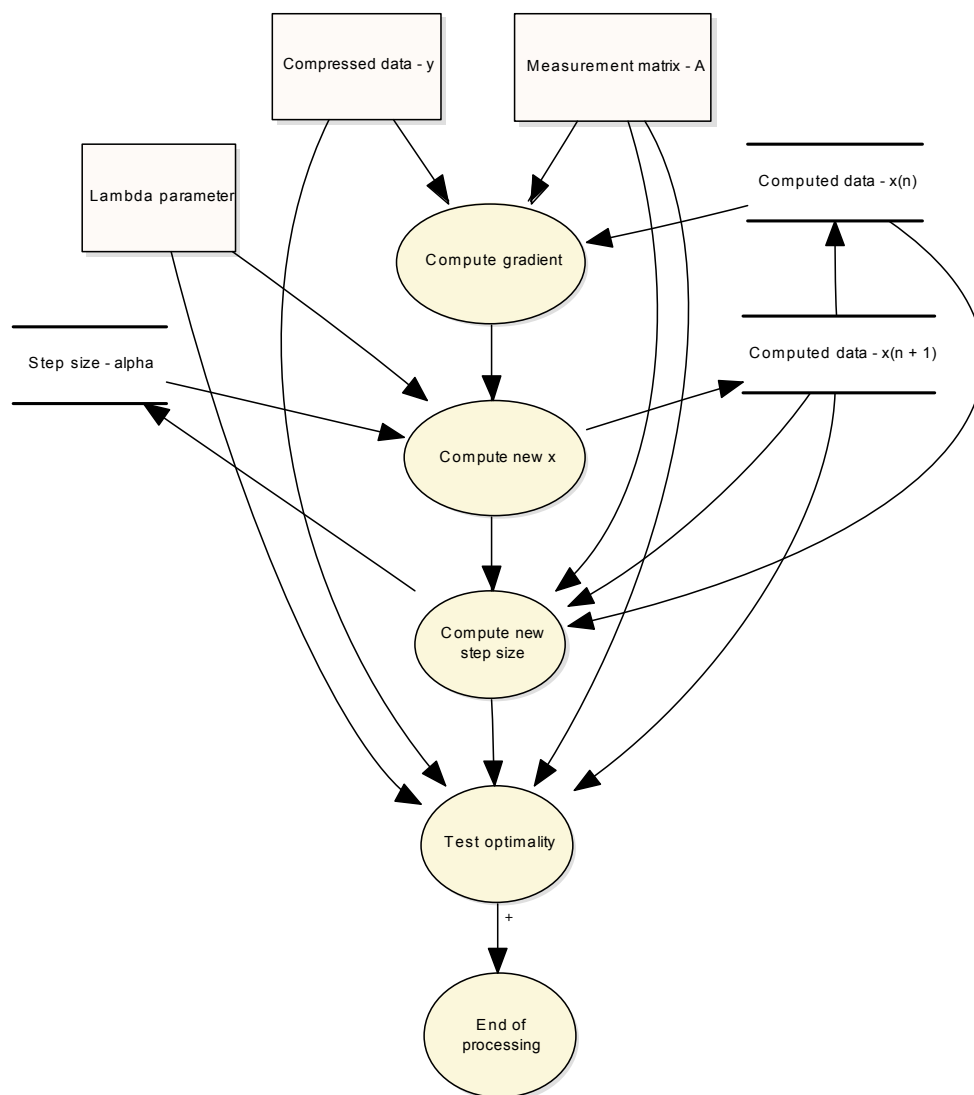 Compressed data - y
Measurement matrix - A
Lambda parameter
Computed data - x(n)
Compute gradient
Step size - alpha
Computed data - x(n + 1)
Compute new x
Compute new
step size
Test optimality
+
End of
processing